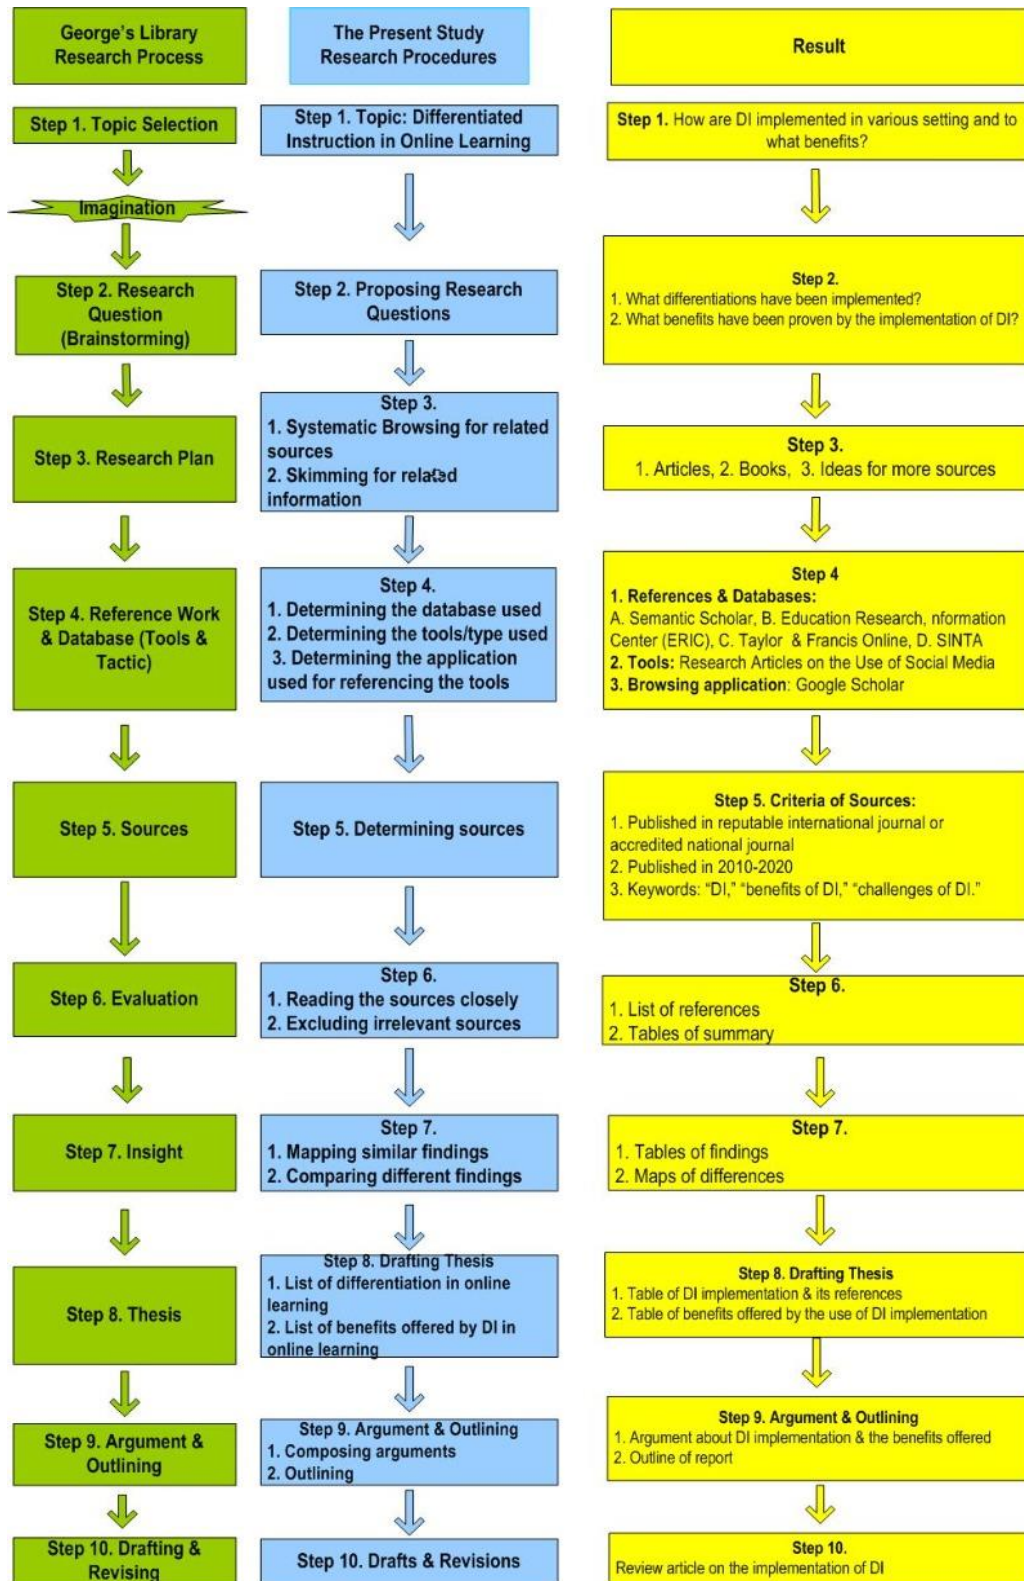 George's Library
Research Process
Step 1. Topic Selection
Imagination
Step 2. Research
Question
(Brainstorming)
Step 3. Research Plan
Step 4. Reference Work
& Database (Tools &
Tactic)
Step 5. Sources
Step 6. Evaluation
Step 7. Insight
Step 8. Thesis
Step 9. Argument &
Outlining
Step 10. Drafting &
Revising
The Present Study
Research Procedures
Step 1. Topic: Differentiated
Instruction in Online Learning
Step 2. Proposing Research
Questions
Step 3.
1. Systematic Browsing for related
sources
2. Skimming for related
information
Step 4.
1. Determining the database used
2. Determining the tools/type used
3. Determining the application
used for referencing the tools
Step 5. Determining sources
Step 6.
1. Reading the sources closely
2. Excluding irrelevant sources
Step 7.
1. Mapping similar findings
2. Comparing different findings
Step 8. Drafting Thesis
1. List of differentiation in online
learning
2. List of benefits offered by DI in
online learning
Step 9. Argument & Outlining
1. Composing arguments
2. Outlining
Step 10. Drafts & Revisions
Result
Step 1. How are DI implemented in various setting and to
what benefits?
Step 2.
1. What differentiations have been implemented?
2. What benefits have been proven by the implementation of DI?
Step 3.
1. Articles, 2. Books, 3. Ideas for more sources
Step 4
1. References & Databases:
A. Semantic Scholar, B. Education Research, nformation
Center (ERIC), C. Taylor & Francis Online, D. SINTA
2. Tools: Research Articles on the Use of Social Media
3. Browsing application: Google Scholar
Step 5. Criteria of Sources:
1. Published in reputable international journal or
accredited national journal
2. Published in 2010-2020
3. Keywords: “DI,” “benefits of DI,” “challenges of DI.”
Step 6.
1. List of references
2. Tables of summary
Step 7.
1. Tables of findings
2. Maps of differences
Step 8. Drafting Thesis
1. Table of DI implementation & its references
2. Table of benefits offered by the use of DI implementation
Step 9. Argument & Outlining
1. Argument about DI implementation & the benefits offered
2. Outline of report
Step 10.
Review article on the implementation of DI